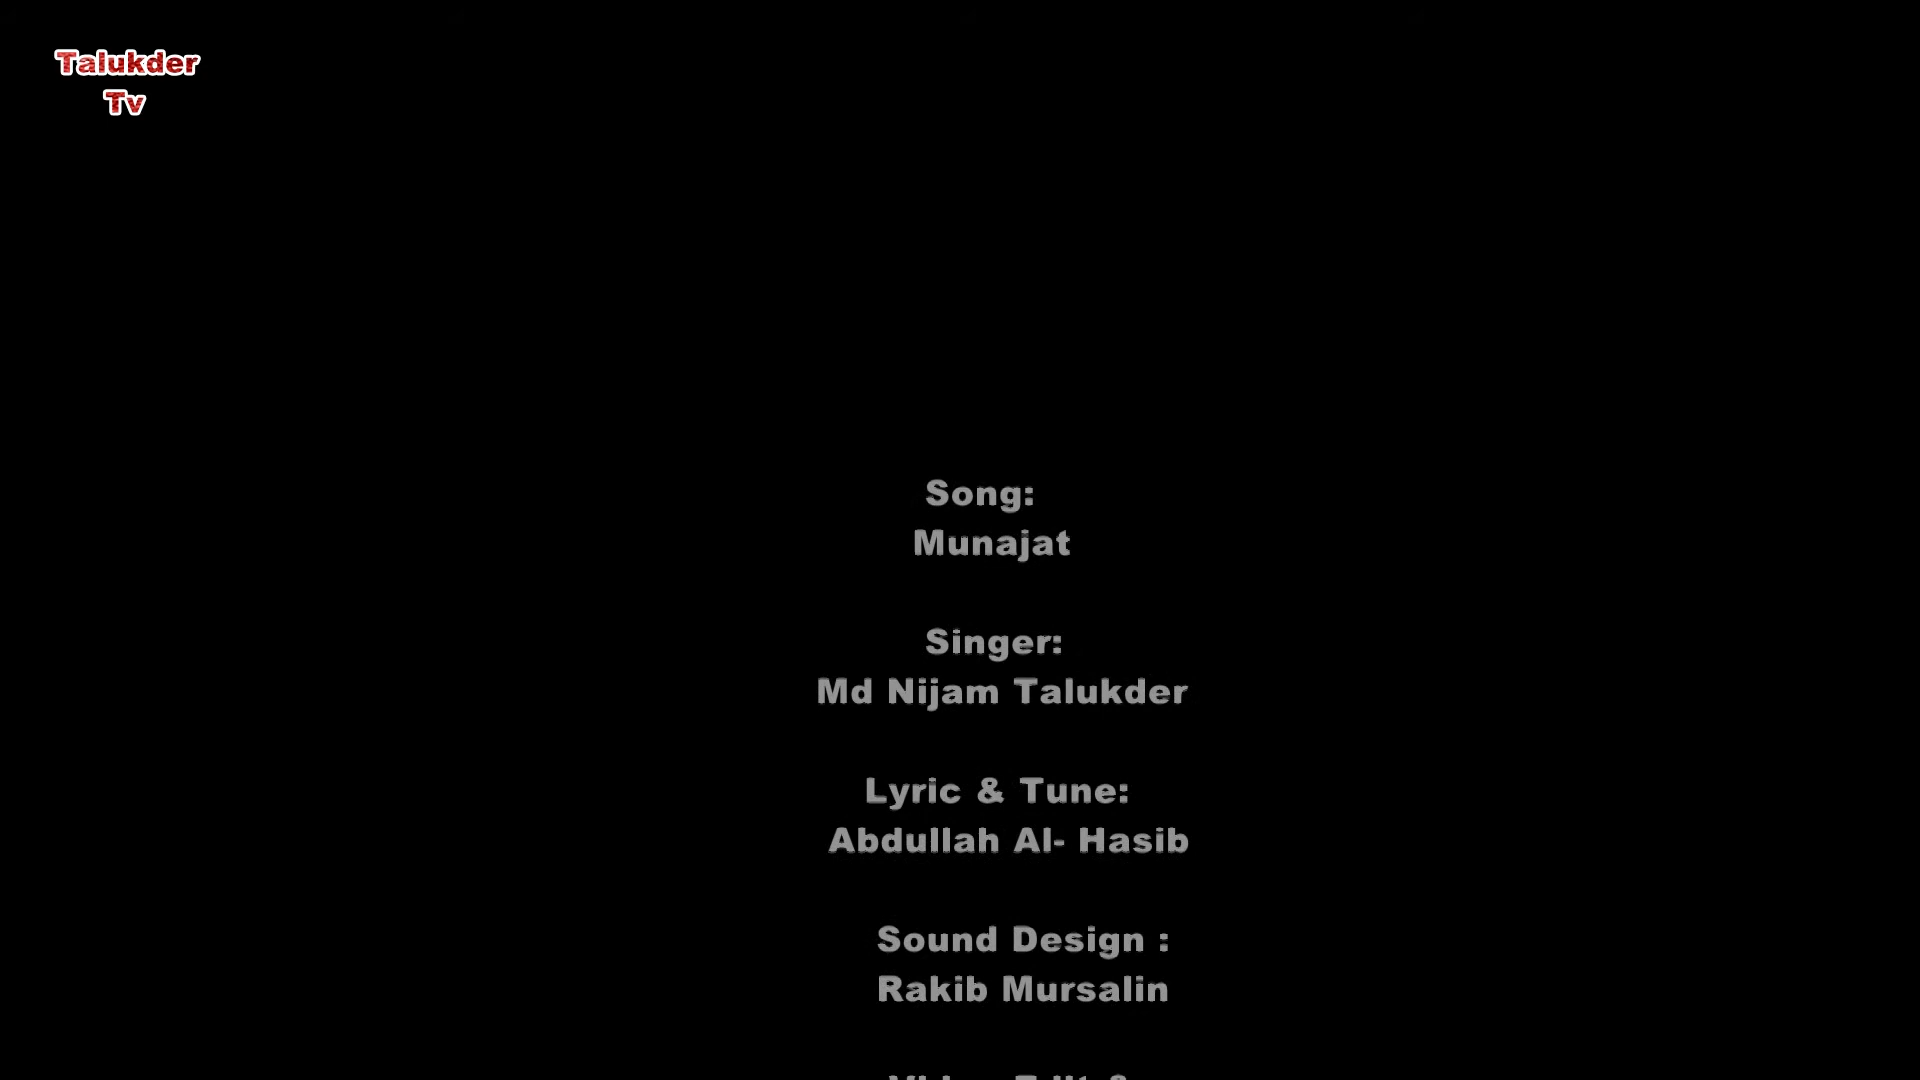 Talukder
Tv
Song:
Munajat
Singer:
Md Nijam Talukder
Lyric & Tune:
Abdullah Al- Hasib
Sound Design :
Rakib Mursalin